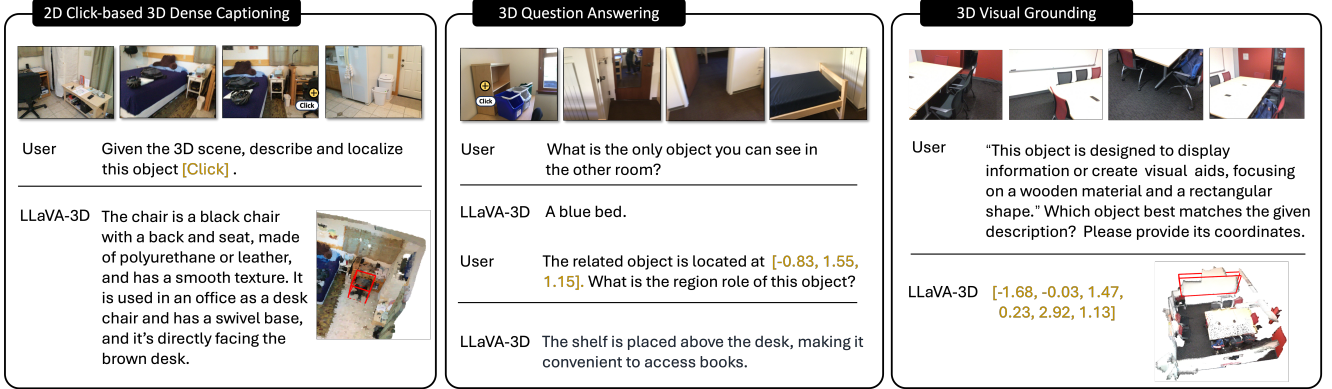 2D Click-based 3D Dense Captioning
Click
User
Given the 3D scene, describe and localize
this object [Click] .
LLaVA-3D
The chair is a black chair
with a back and seat, made
of polyurethane or leather,
and has a smooth texture. It
is used in an office as a desk
chair and has a swivel base,
and it's directly facing the
brown desk.
3D Question Answering
Click
User
What is the only object you can see in
the other room?
LLaVA-3D
A blue bed.
User
The related object is located at [-0.83, 1.55,
1.15]. What is the region role of this object?
LLaVA-3D
The shelf is placed above the desk, making it
convenient to access books.
3D Visual Grounding
User
"This object is designed to display
information or create visual aids, focusing
on a wooden material and a rectangular
shape." Which object best matches the given
description? Please provide its coordinates.
LLaVA-3D
[-1.68, -0.03, 1.47,
0.23, 2.92, 1.13]